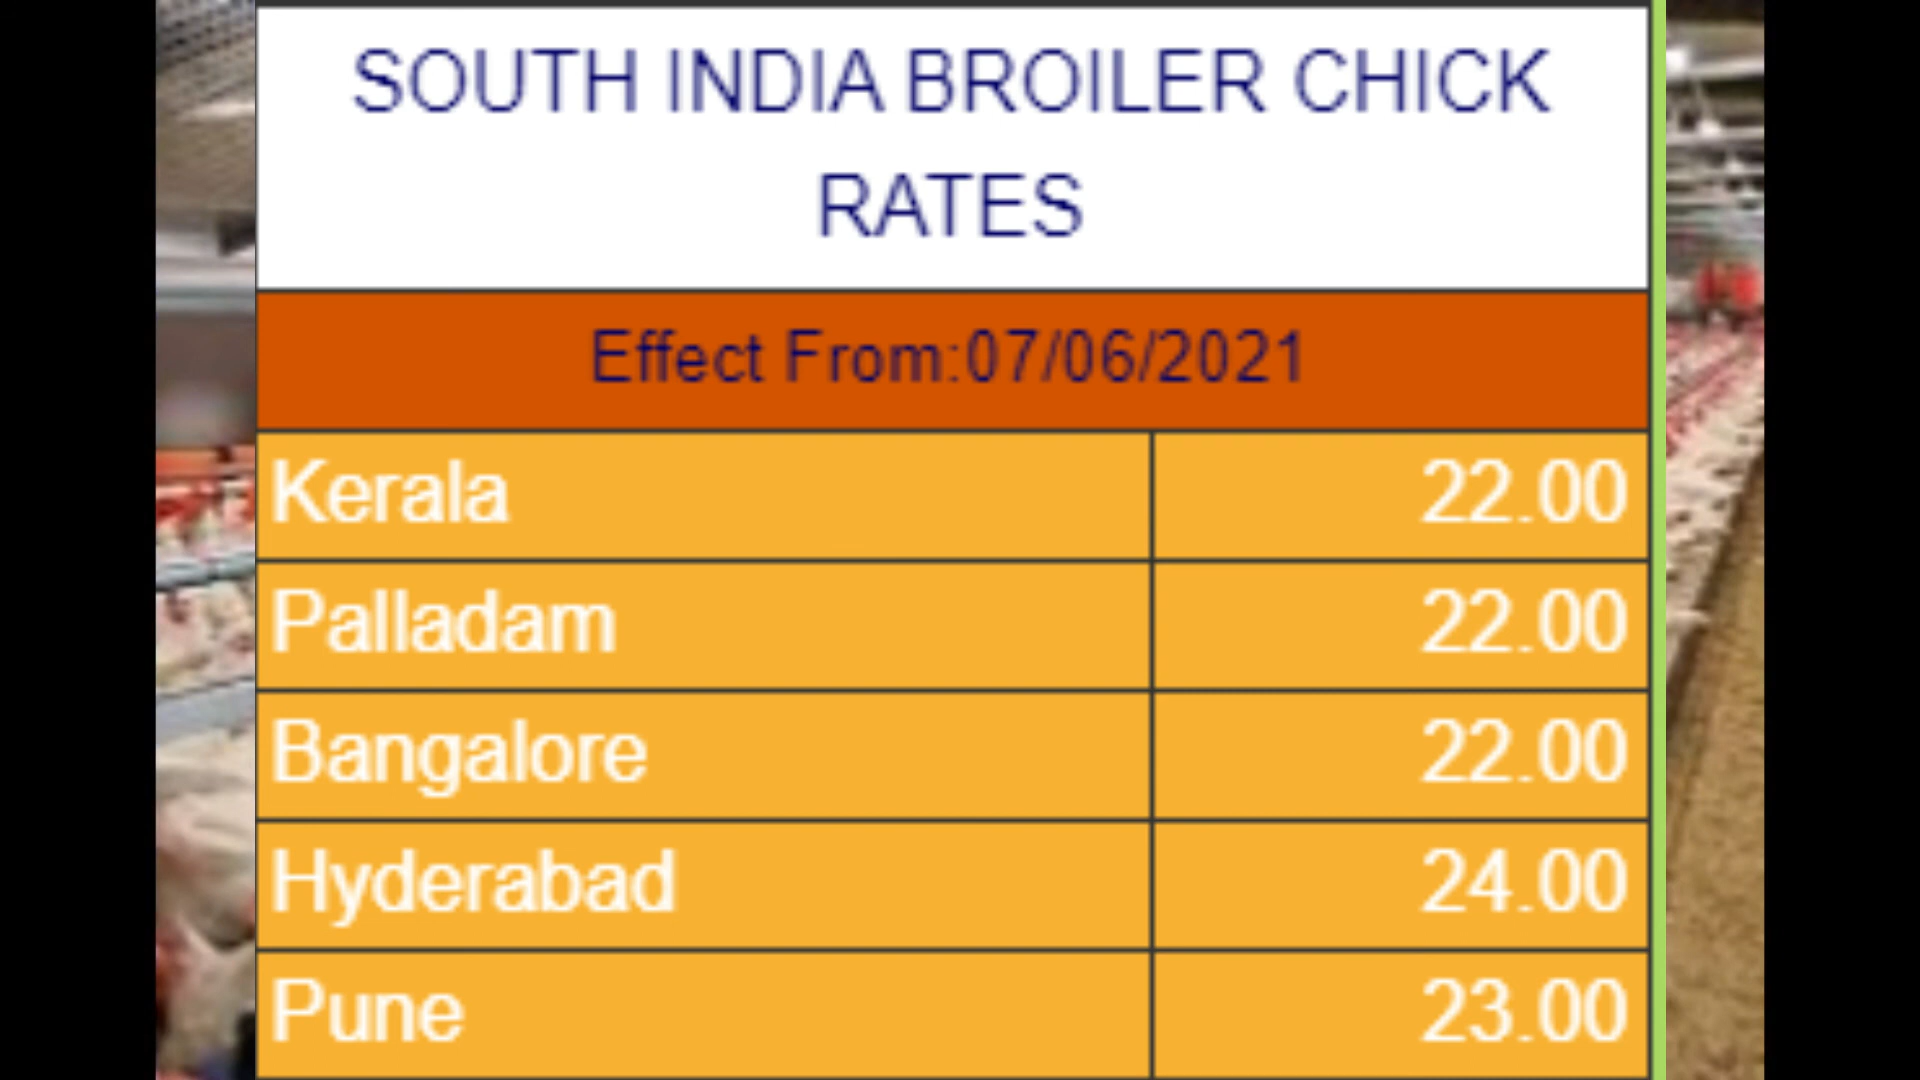 SOUTH INDIA BROILER CHICK
RATES
Effect From:07/06/2021
Kerala 22.00
Palladam 22.00
Bangalore 22.00
Hyderabad 24.00
Pune 23.00